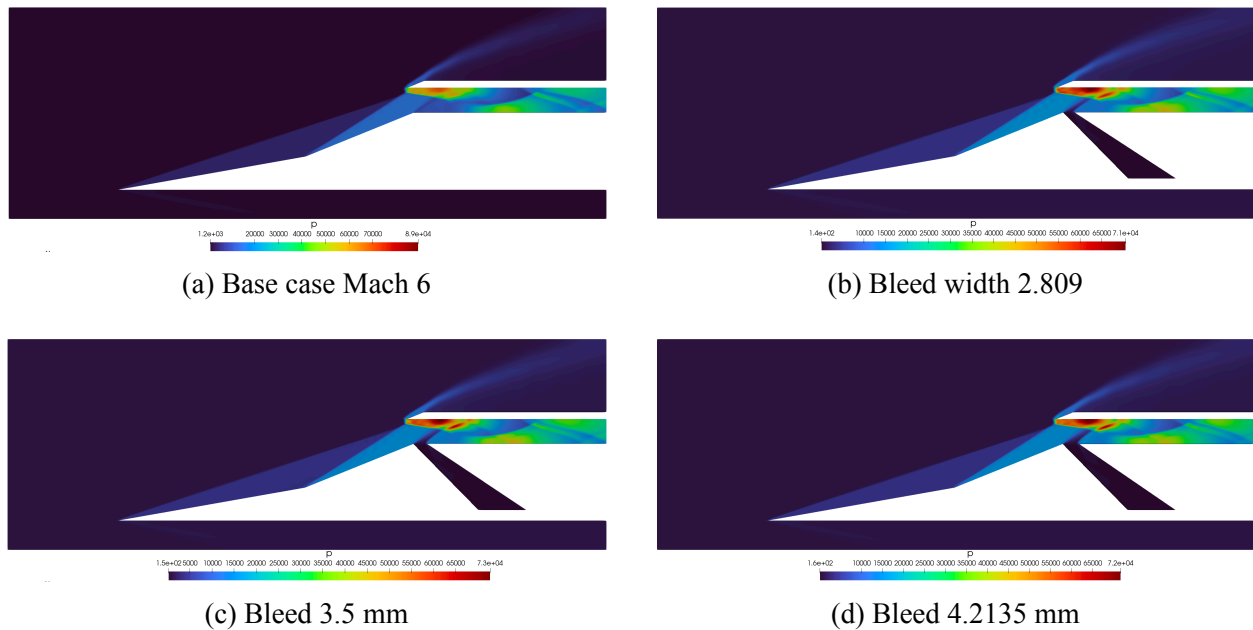 p
1.2e+03 20000 30000 40000 50000 60000 70000 8.9e+04
(a) Base case Mach 6
p
1.4e+02 10000 15000 20000 25000 30000 35000 40000 45000 50000 55000 60000 65000 7.1e+04
(b) Bleed width 2.809
p
1.5e+02 5000 10000 15000 20000 25000 30000 35000 40000 45000 50000 55000 60000 65000 7.3e+04
(c) Bleed 3.5 mm
p
1.6e+02 10000 15000 20000 25000 30000 35000 40000 45000 50000 55000 60000 65000 7.2e+04
(d) Bleed 4.2135 mm